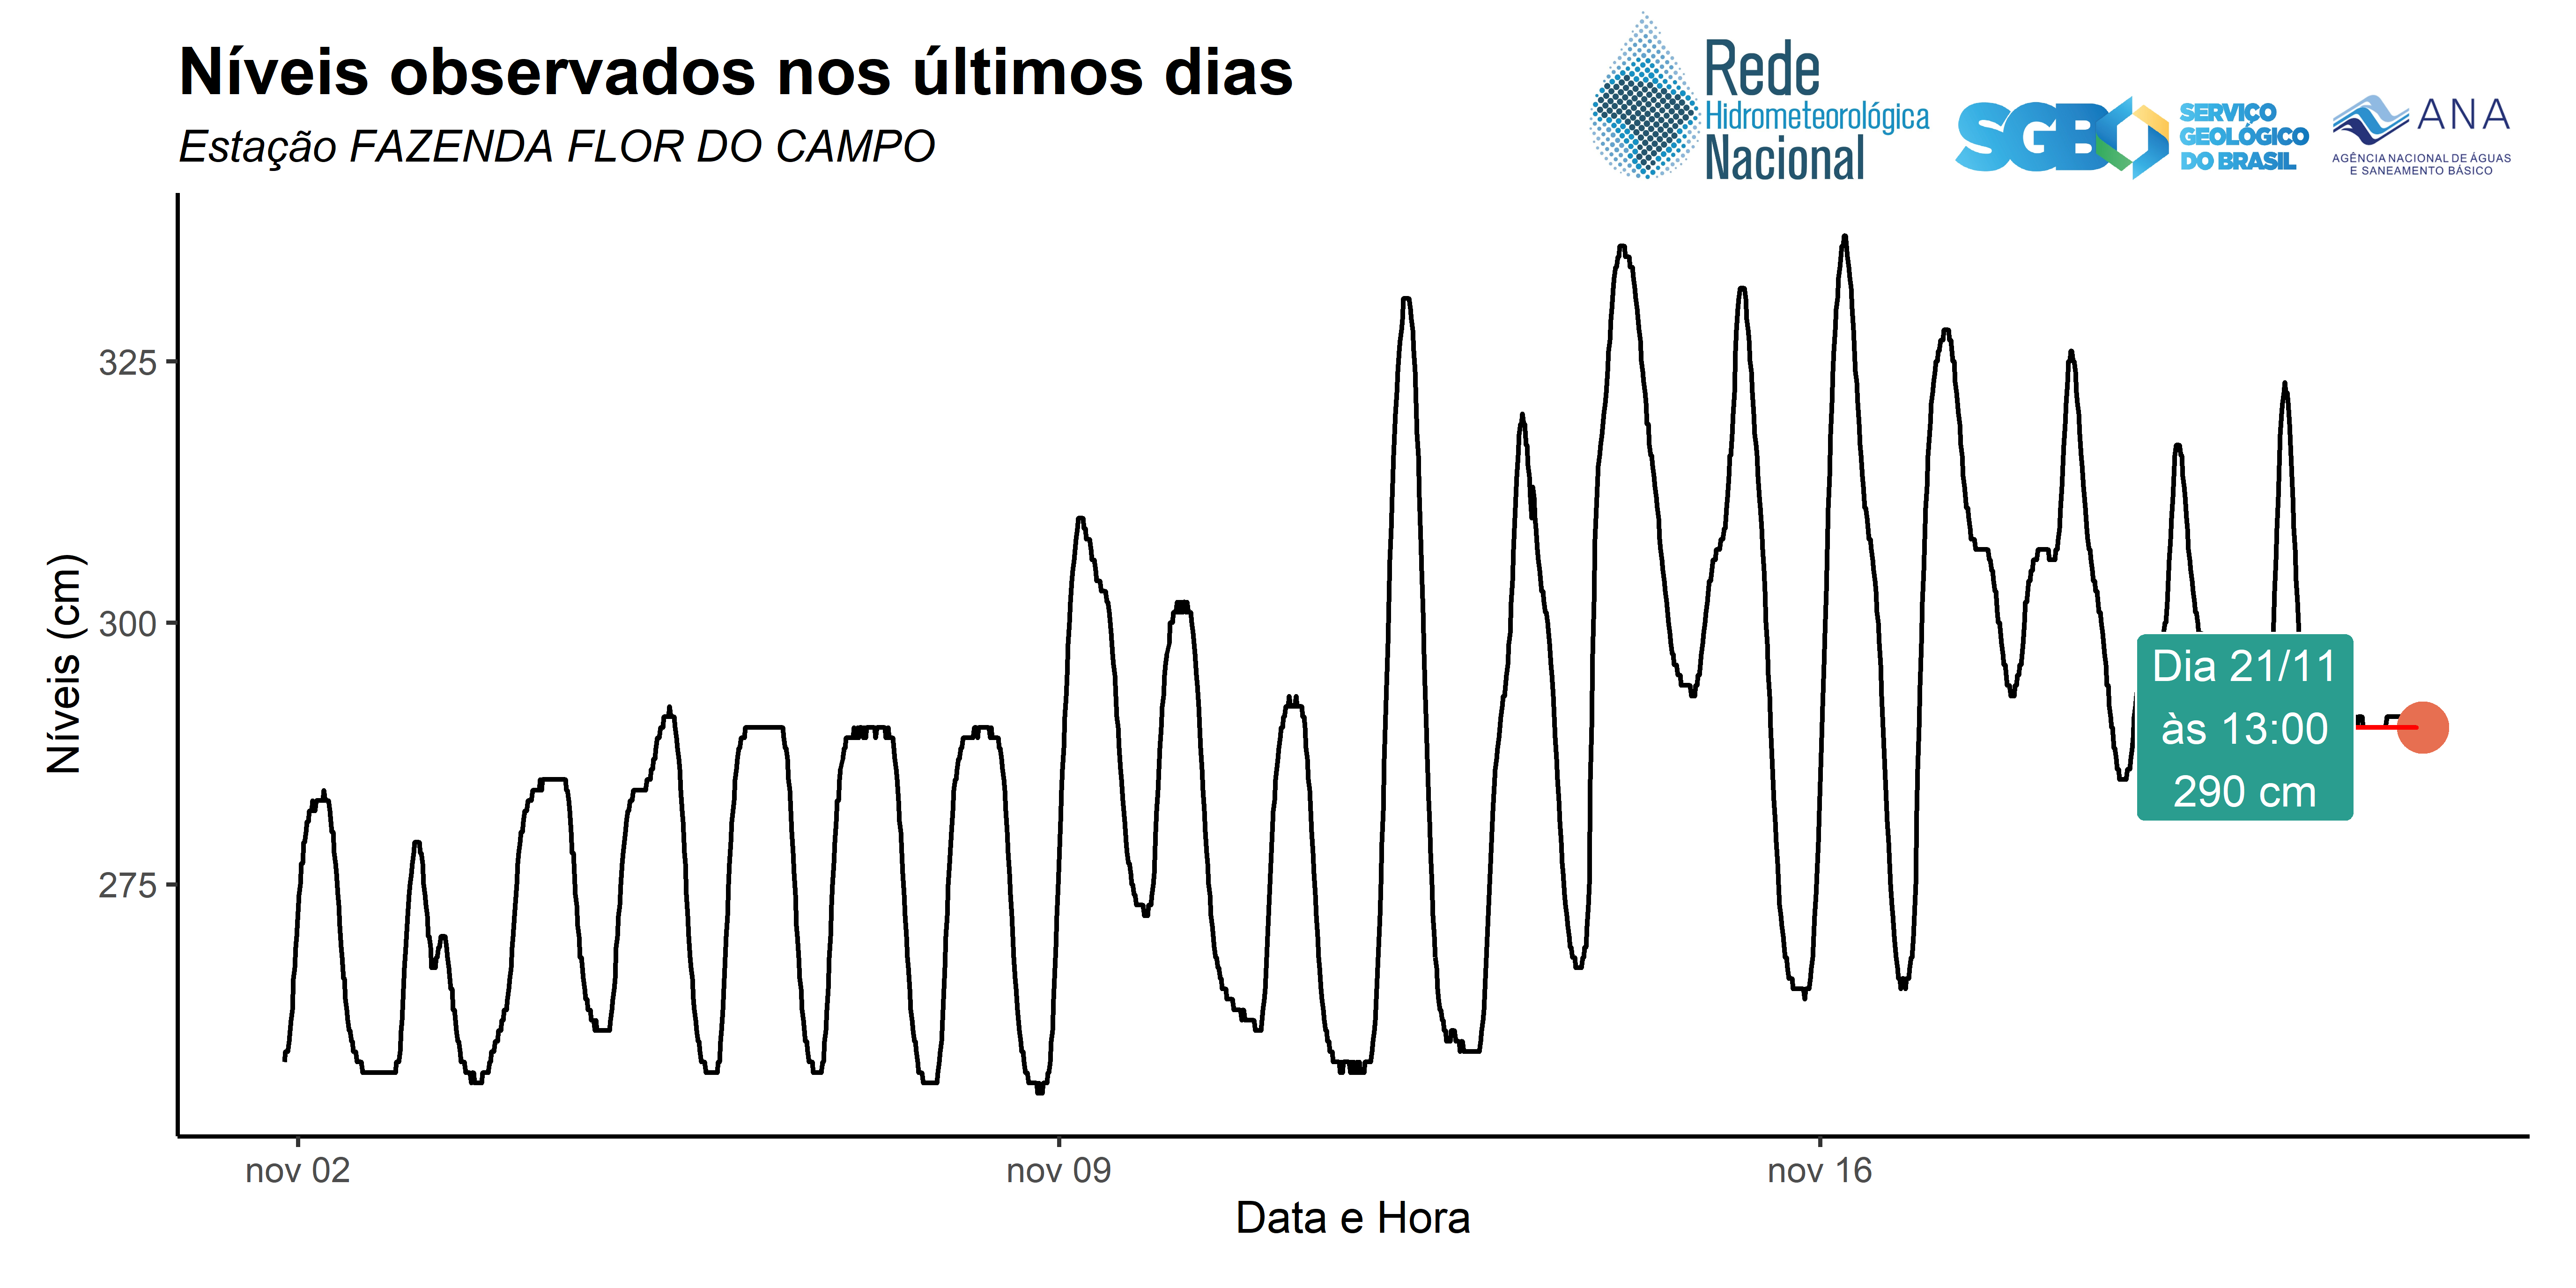 Níveis observados nos últimos dias
Estação FAZENDA FLOR DO CAMPO
Rede
Hidrometeorológica
Nacional
SGB
SERVIÇO
GEOLÓGICO
DO BRASIL
ANA
AGÊNCIA NACIONAL DE ÁGUAS
E SANEAMENTO BÁSICO
Níveis (cm)
325
300
275
Dia 21/11
às 13:00
290 cm
nov 02
nov 09
nov 16
Data e Hora